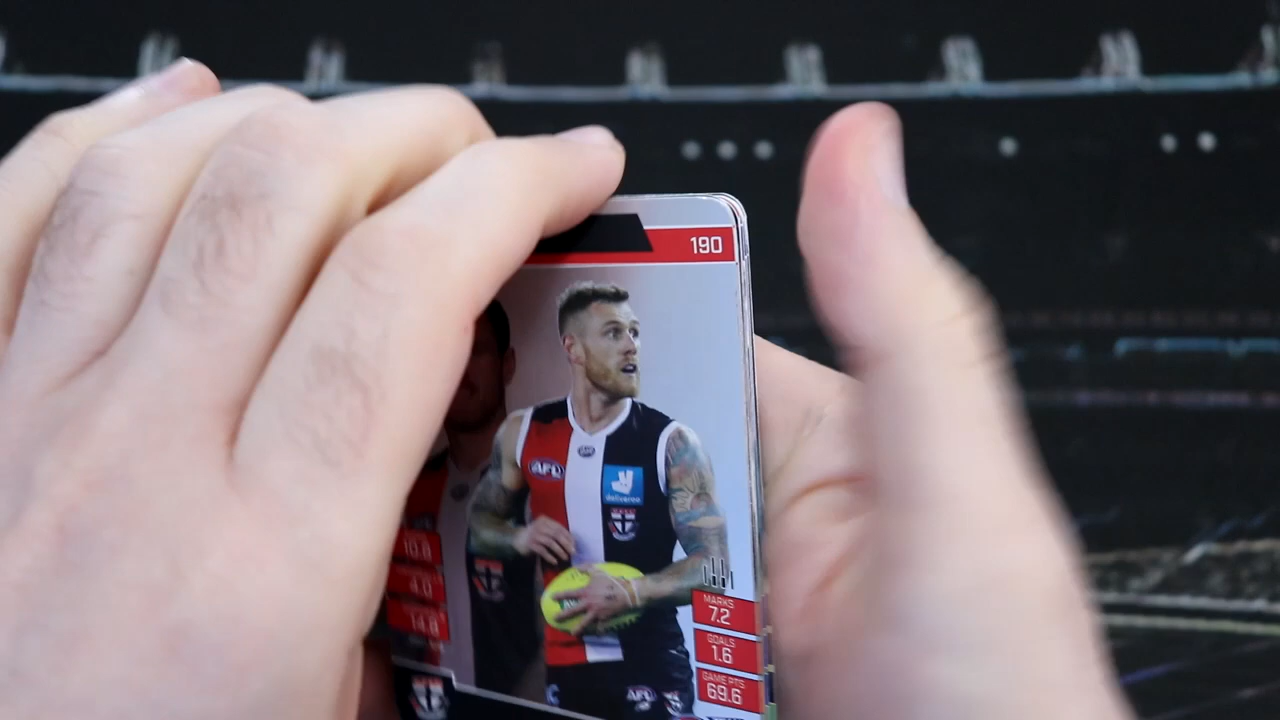 190
AFL
deliveroo
10.8
4.0
14.8
MARKS
7.2
GOALS
1.6
GAME PTS
69.6
AFL